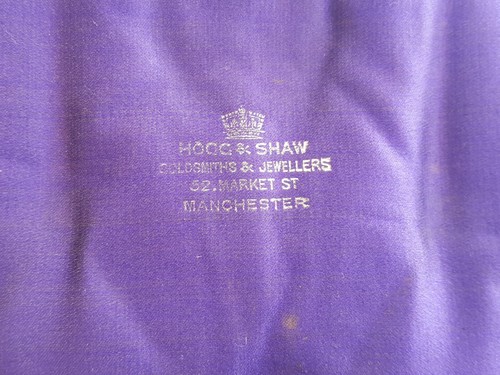 HOGG & SHAW
GOLDSMITHS & JEWELLERS
52. MARKET ST
MANCHESTER